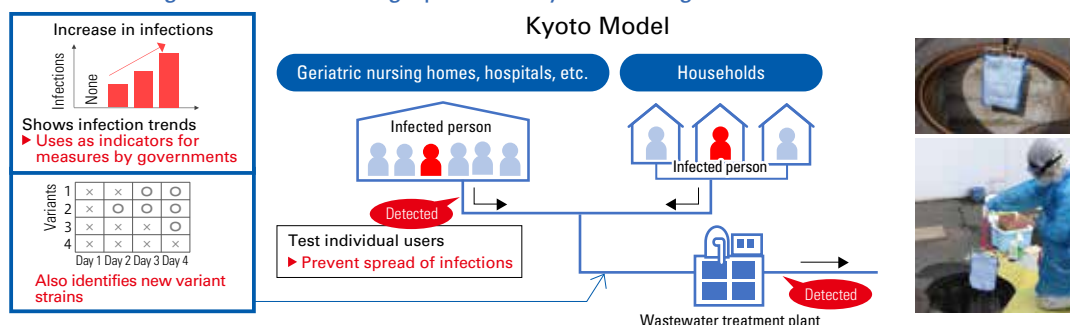 Kyoto Model
Increase in infections
Infections
None
Shows infection trends
▶ Uses as indicators for
measures by governments
Variants
1 × × O O
2 × O O O
3 × × × O
4 × × × ×
Day 1 Day 2 Day 3 Day 4
Also identifies new variant
strains
Geriatric nursing homes, hospitals, etc.
Infected person
Households
Infected person
Detected
Test individual users
▶ Prevent spread of infections
Detected
Wastewater treatment plant